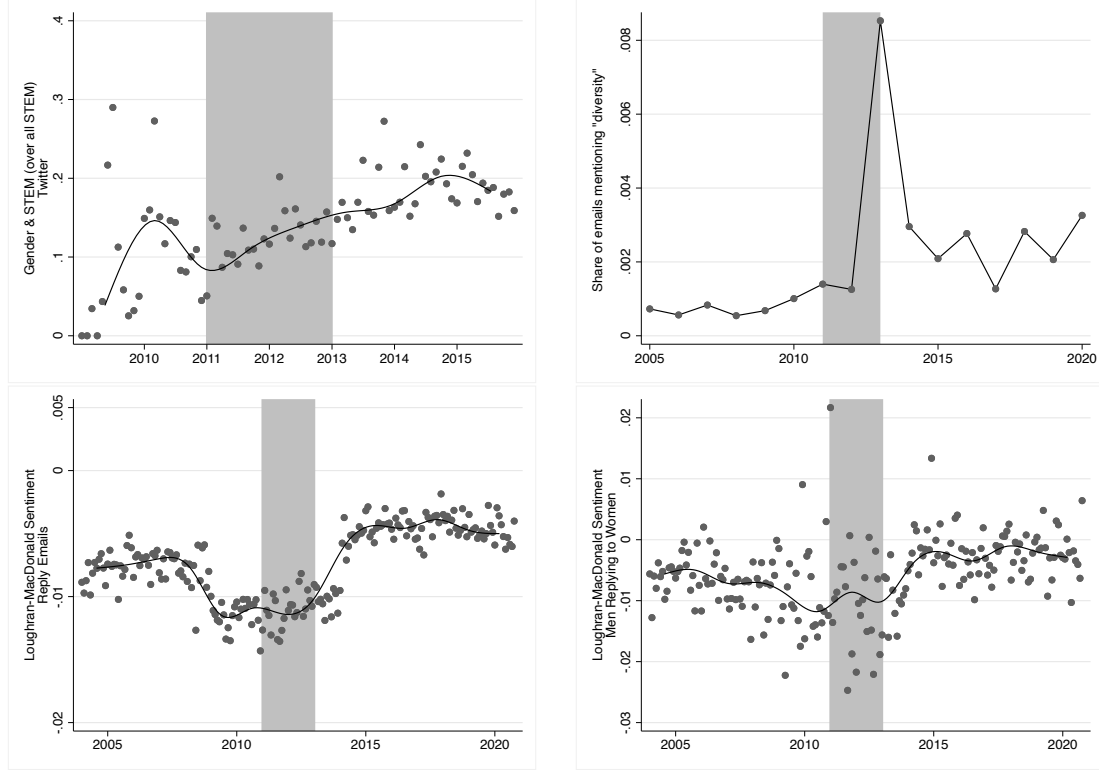 .4
.3
.2
.1
0
Gender & STEM (over all STEM)
Twitter
2010 2011 2012 2013 2014 2015
.008
.006
.004
.002
0
Share of emails mentioning "diversity"
2005 2010 2015 2020
.005
0
-.01
-.02
Loughran-MacDonald Sentiment
Reply Emails
2005 2010 2015 2020
.02
.01
0
-.01
-.02
-.03
Loughran-MacDonald Sentiment
Men Replying to Women
2005 2010 2015 2020